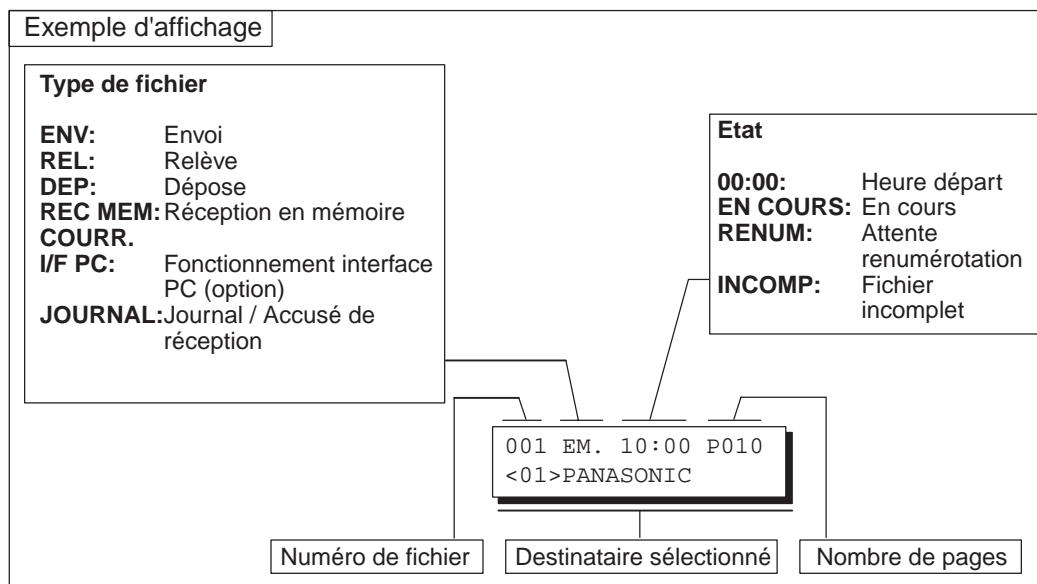 Exemple d'affichage
Type de fichier
ENV: Envoi
REL: Relève
DEP: Dépose
REC MEM: Réception en mémoire
COURR.
I/F PC: Fonctionnement interface
PC (option)
JOURNAL: Journal / Accusé de
réception
Etat
00:00: Heure départ
EN COURS: En cours
RENUM: Attente
renumérotation
INCOMP: Fichier
incomplet
001 EM. 10:00 P010
<01>PANASONIC
Numéro de fichier
Destinataire sélectionné
Nombre de pages